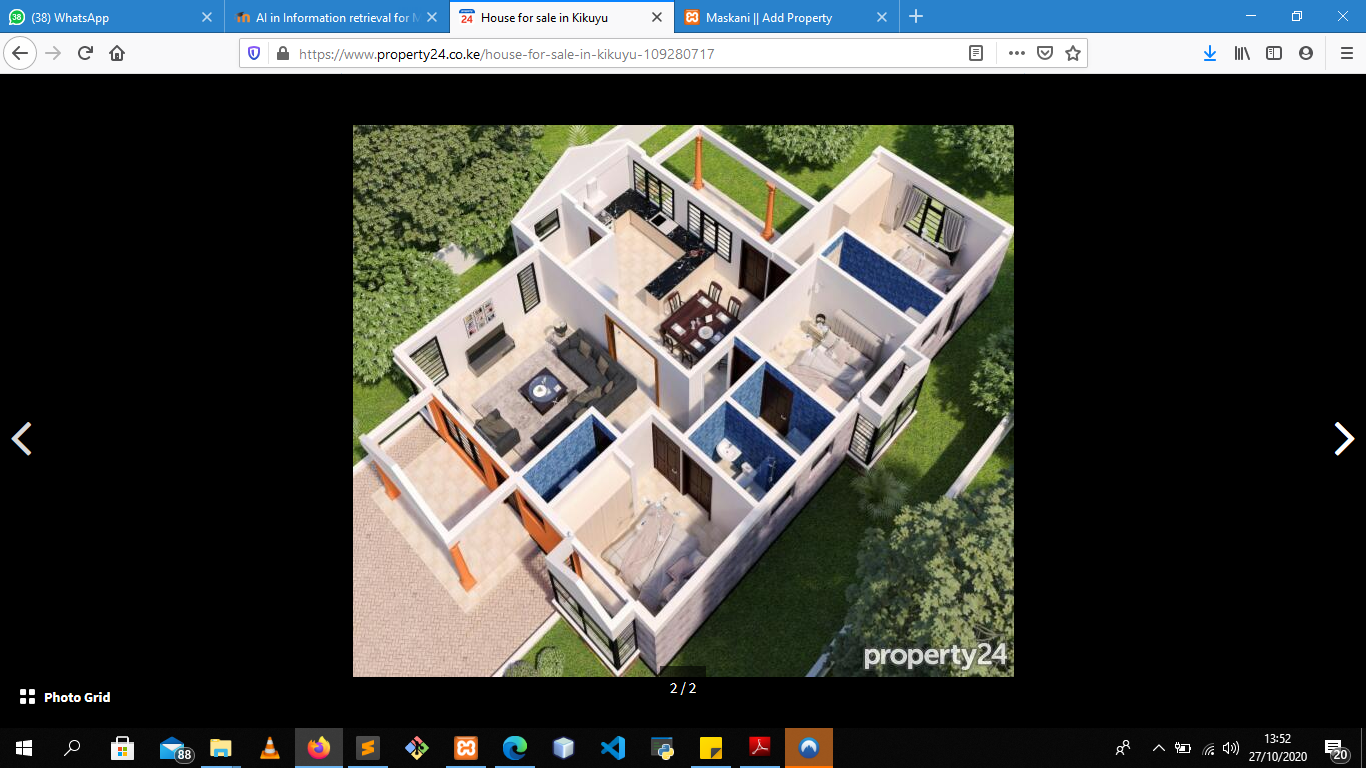 38
(38) WhatsApp
AI in Information retrieval for M
24
House for sale in Kikuyu
Maskani || Add Property
https://www.property24.co.ke/house-for-sale-in-kikuyu-109280717
property24
2 / 2
Photo Grid
88
13:52
27/10/2020
20